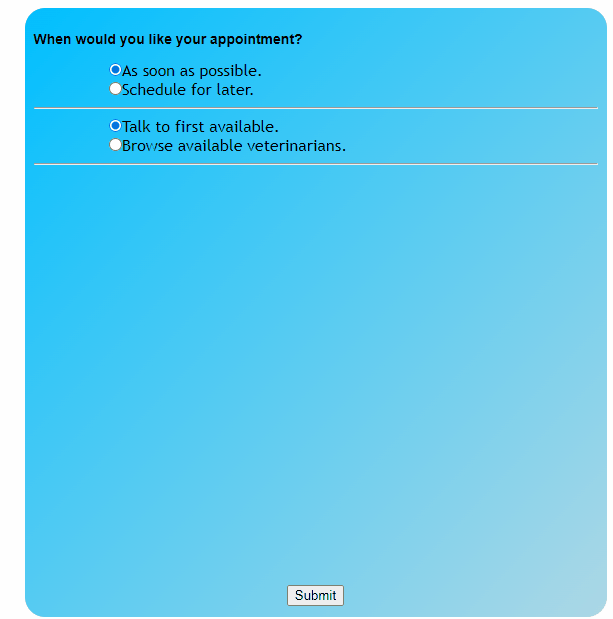 When would you like your appointment?
As soon as possible.
Schedule for later.
Talk to first available.
Browse available veterinarians.
Submit